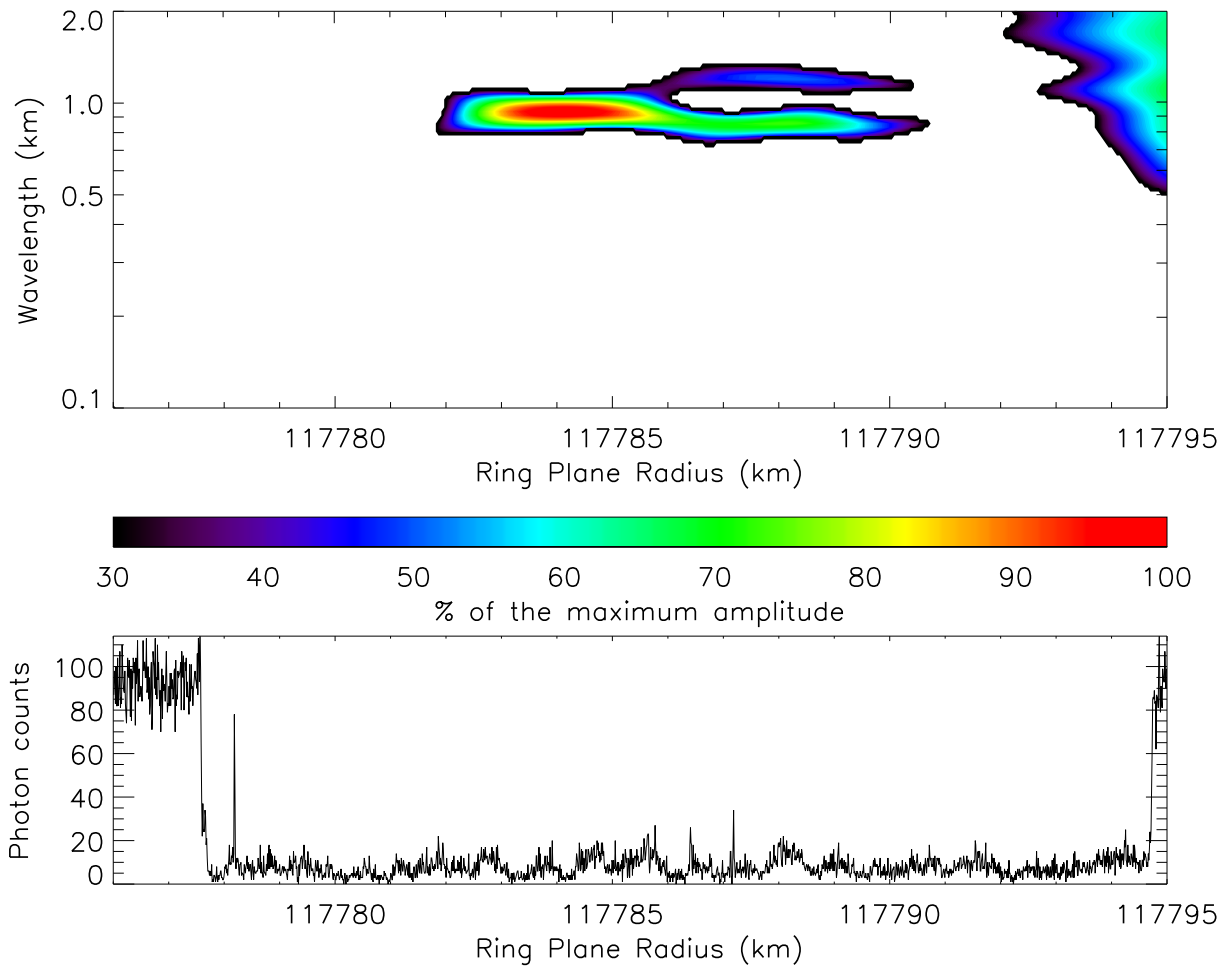 2.0
1.0
0.5
0.1
Wavelength (km)
117780 117785 117790 117795
Ring Plane Radius (km)
30 40 50 60 70 80 90 100
% of the maximum amplitude
100
80
60
40
20
0
Photon counts
117780 117785 117790 117795
Ring Plane Radius (km)